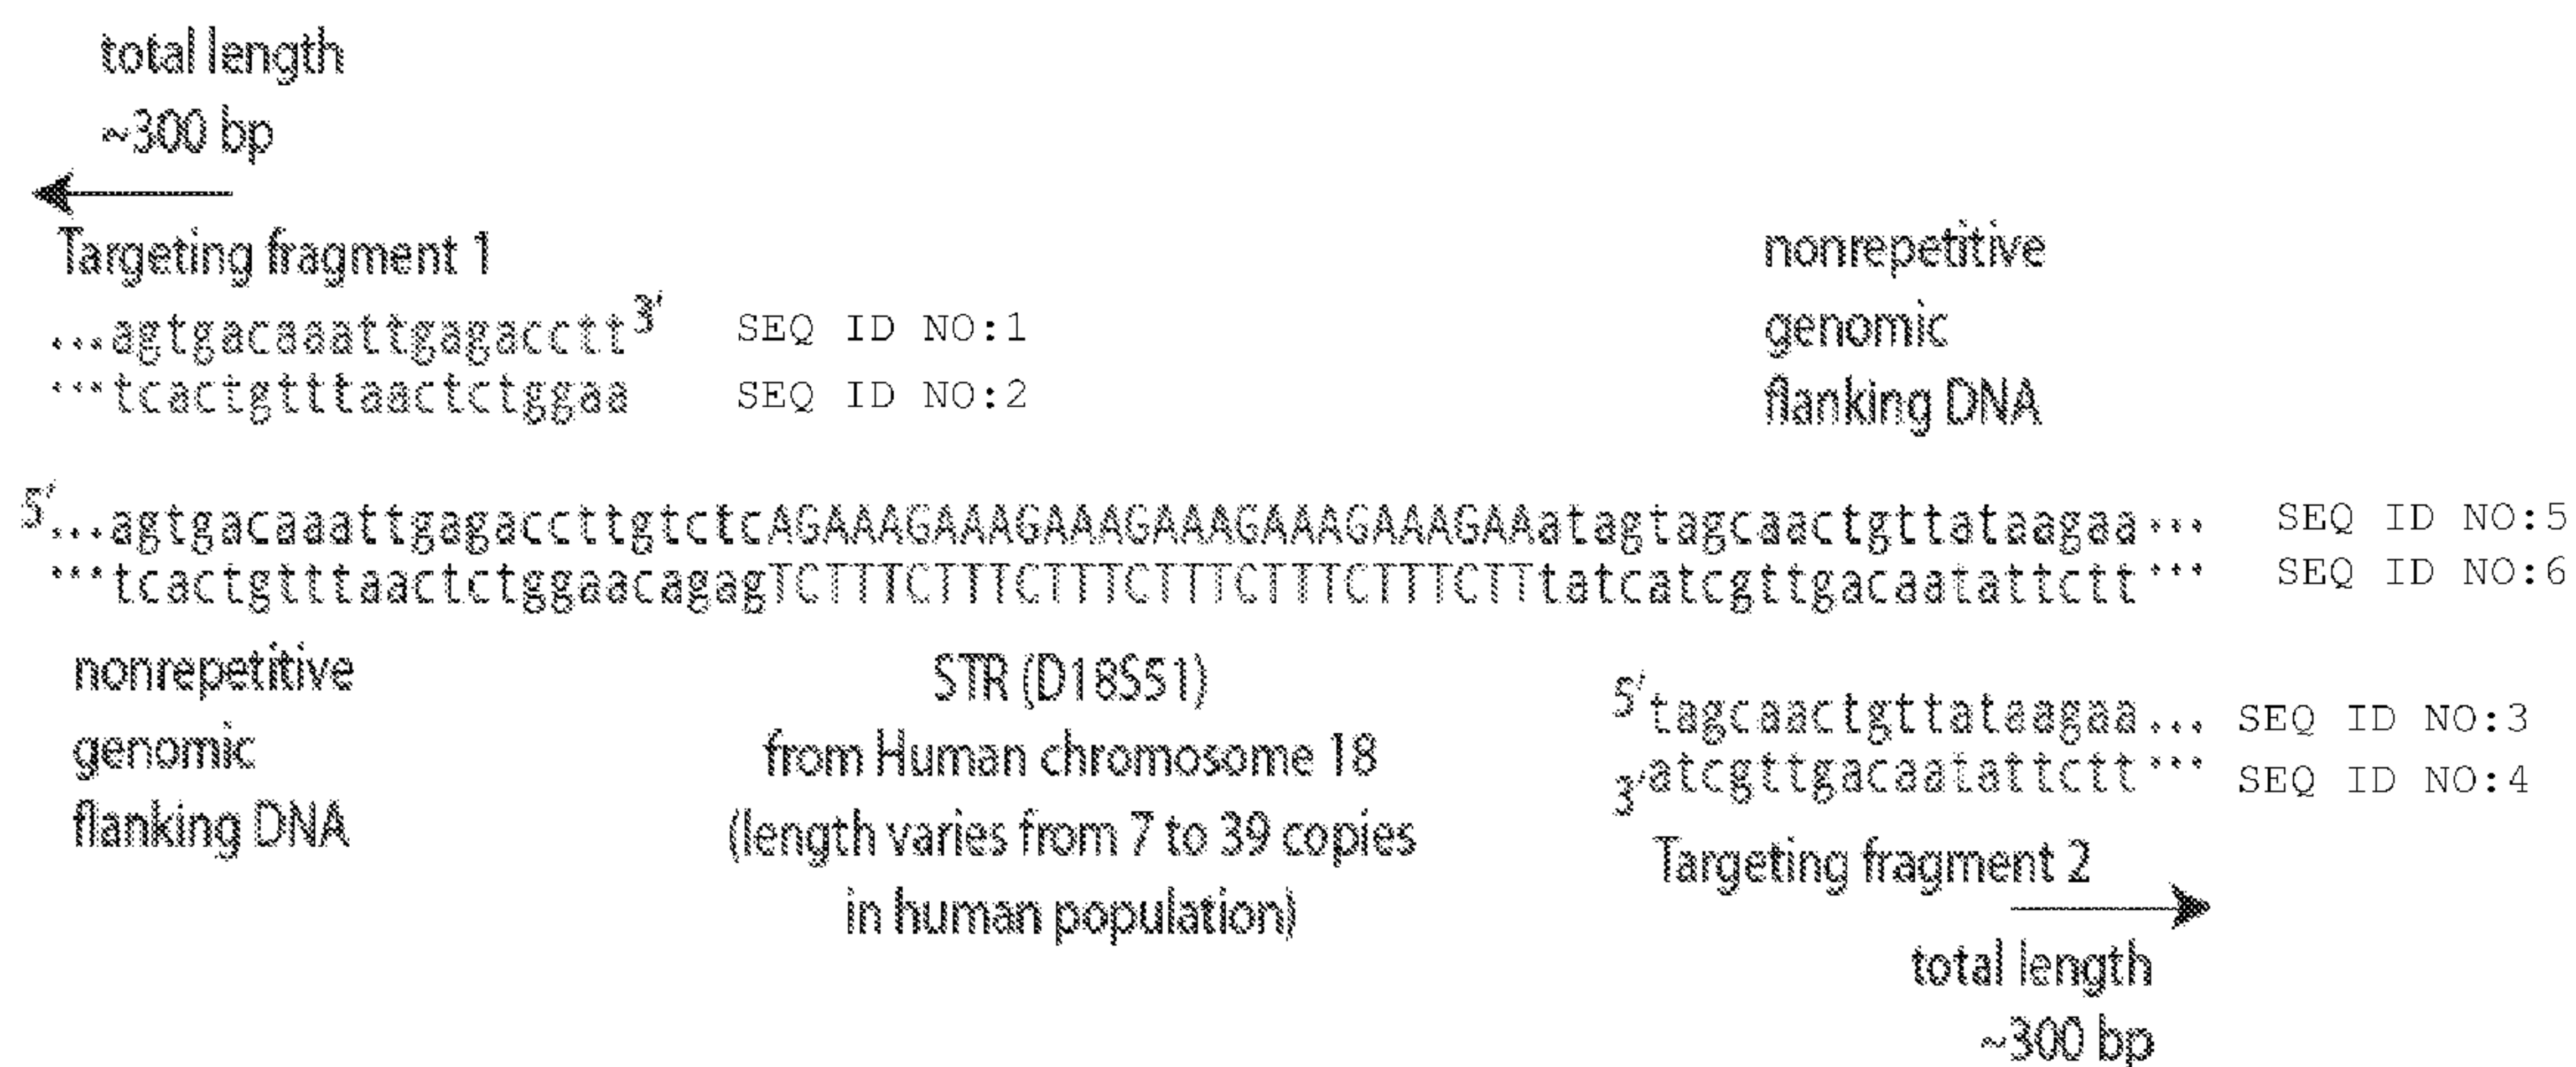 total length
~300 bp
Targeting fragment 1
...agtgacaaattgagacctt3' SEQ ID NO:1
...tcactgtttaactctggaa SEQ ID NO:2
nonrepetitive
genomic
flanking DNA
5'...agtgacaaattgagaccttgtctcAGAAAGAAAGAAAGAAAGAAAGAAAGAAatagtagcaactgttataagaa... SEQ ID NO:5
...tcactgtttaactctggaacagagTCTTTCTTTCTTTCTTTCTTTCTTTCTTtatcatcgttgacaatattctt... SEQ ID NO:6
nonrepetitive
genomic
flanking DNA
STR (D18S51)
from Human chromosome 18
(length varies from 7 to 39 copies
in human population)
5'tagcaactgttataagaa... SEQ ID NO:3
3'atcgttgacaatattctt... SEQ ID NO:4
Targeting fragment 2
total length
~300 bp